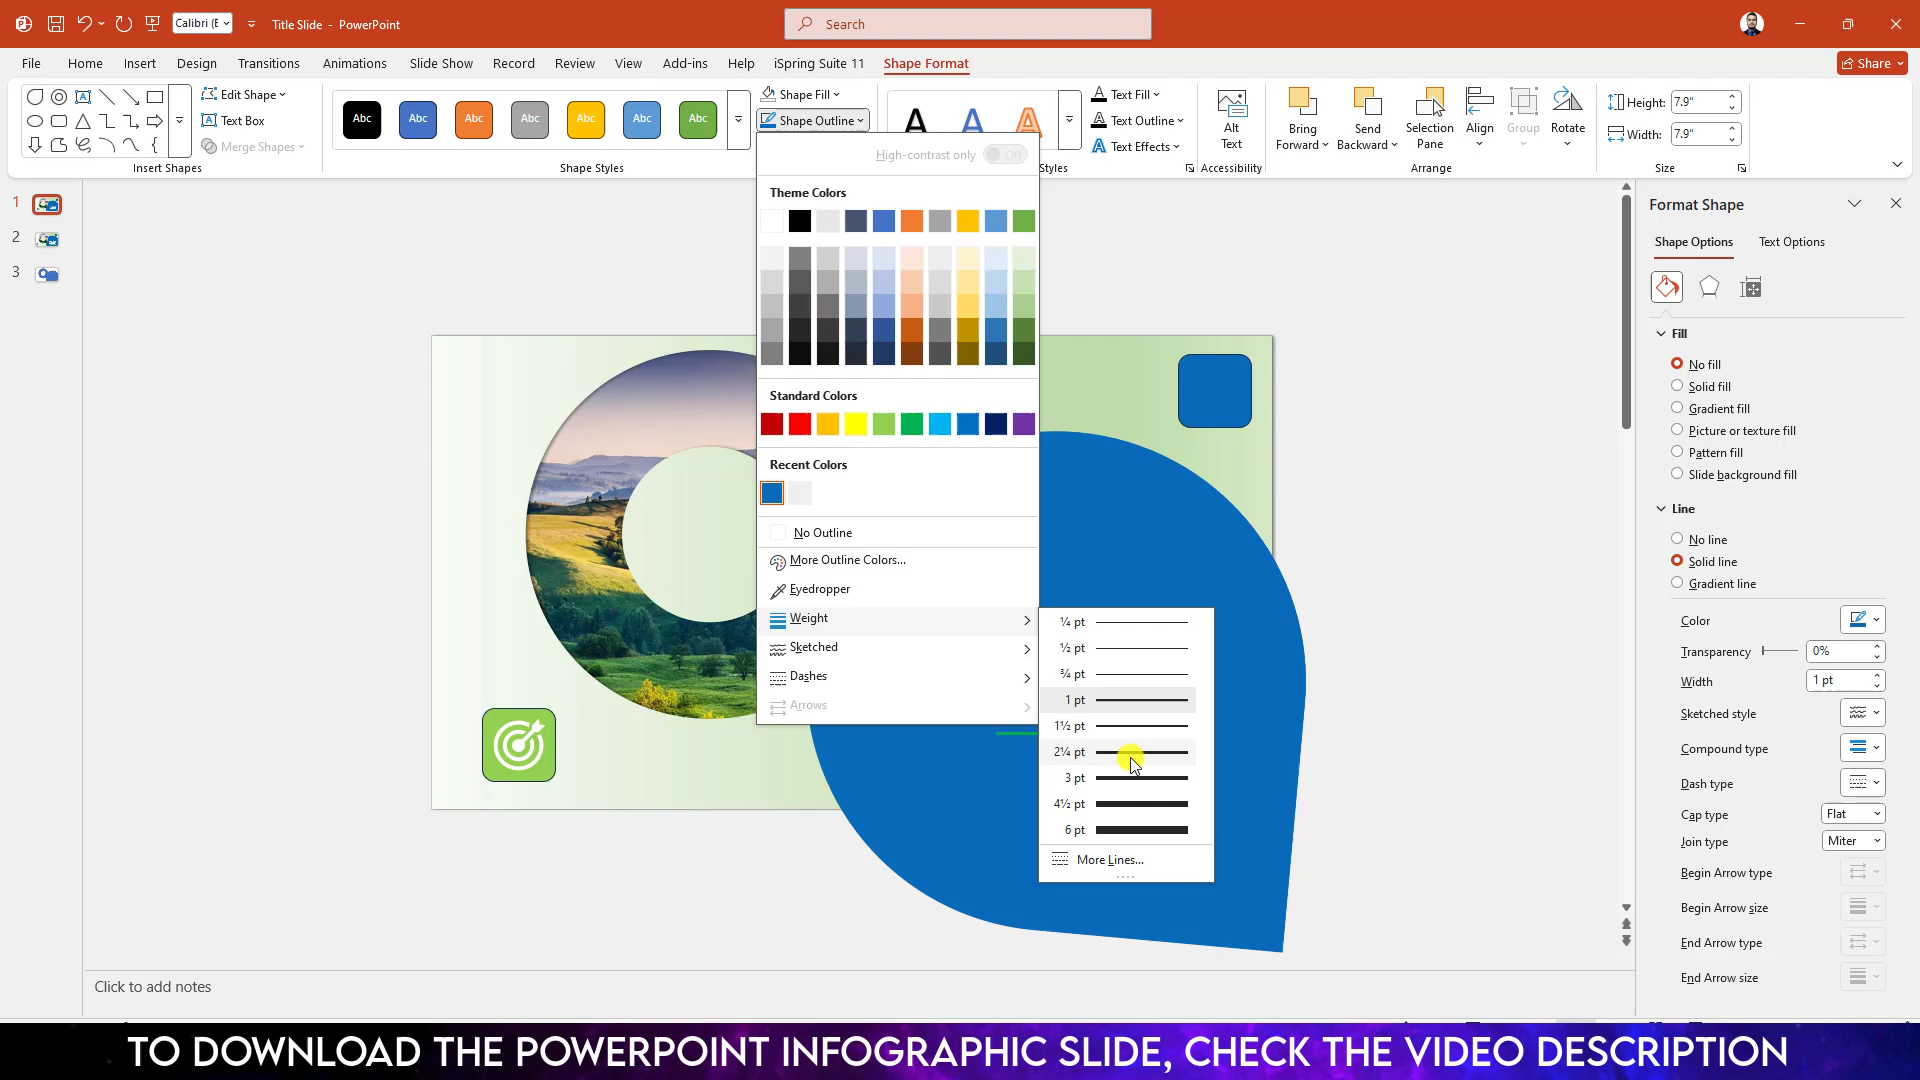 Calibri (E
Title Slide - PowerPoint
Search
File Home Insert Design Transitions Animations Slide Show Record Review View Add-ins Help iSpring Suite 11 Shape Format
Share
Edit Shape
Text Box
Merge Shapes
Insert Shapes
Abc Abc Abc Abc Abc Abc Abc
Shape Styles
Shape Fill
Shape Outline
A A A
Styles
Text Fill
Text Outline
Text Effects
Alt Text
Accessibility
Bring Forward
Send Backward
Selection Pane
Align
Group
Rotate
Arrange
Height: 7.9"
Width: 7.9"
Size
1
2
3
High-contrast only Off
Theme Colors
Standard Colors
Recent Colors
No Outline
More Outline Colors...
Eyedropper
Weight
Sketched
Dashes
Arrows
¼ pt
½ pt
¾ pt
1 pt
1½ pt
2¼ pt
3 pt
4½ pt
6 pt
More Lines...
Format Shape
Shape Options Text Options
Fill
No fill
Solid fill
Gradient fill
Picture or texture fill
Pattern fill
Slide background fill
Line
No line
Solid line
Gradient line
Color
Transparency 0%
Width 1 pt
Sketched style
Compound type
Dash type
Cap type Flat
Join type Miter
Begin Arrow type
Begin Arrow size
End Arrow type
End Arrow size
Click to add notes
TO DOWNLOAD THE POWERPOINT INFOGRAPHIC SLIDE, CHECK THE VIDEO DESCRIPTION